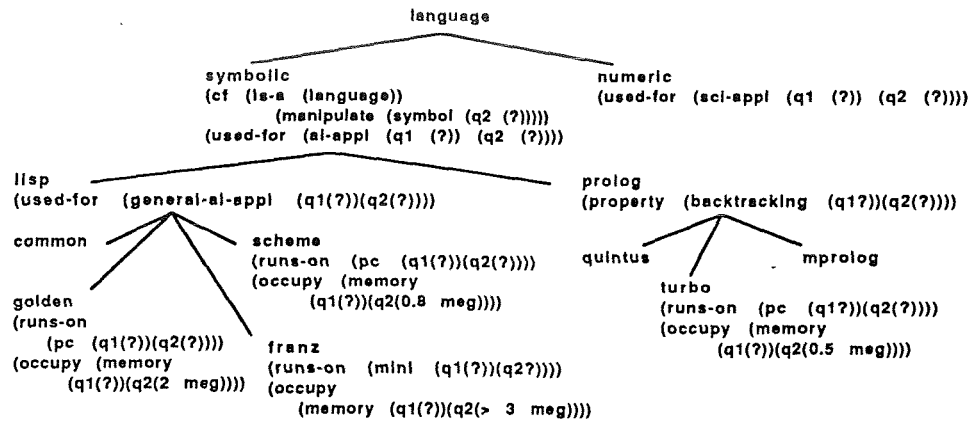 language
symbolic
(cf (is-a (language))
(manipulate (symbol (q2 (?)))))
(used-for (ai-appl (q1 (?)) (q2 (?))))
numeric
(used-for (sci-appl (q1 (?)) (q2 (?))))
lisp
(used-for (general-ai-appl (q1(?))(q2(?))))
prolog
(property (backtracking (q1?))(q2(?))))
common
scheme
(runs-on (pc (q1(?))(q2(?))))
(occupy (memory
(q1(?))(q2(0.8 meg))))
quintus
mprolog
turbo
(runs-on (pc (q1?))(q2(?))))
(occupy (memory
(q1(?))(q2(0.5 meg))))
golden
(runs-on
(pc (q1(?))(q2(?))))
(occupy (memory
(q1(?))(q2(2 meg))))
franz
(runs-on (mini (q1(?))(q2?))))
(occupy
(memory (q1(?))(q2(> 3 meg))))